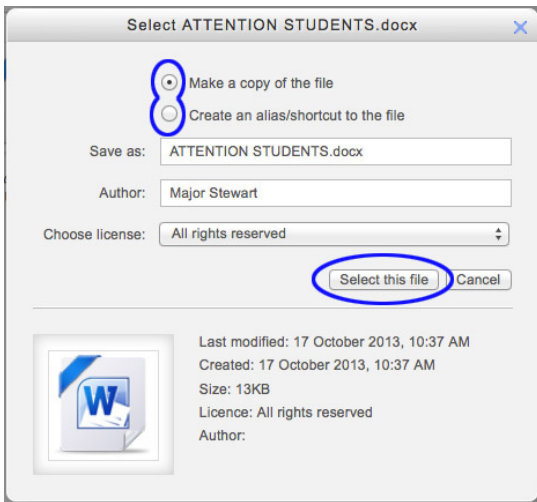 Select ATTENTION STUDENTS.docx
Make a copy of the file
Create an alias/shortcut to the file
Save as: ATTENTION STUDENTS.docx
Author: Major Stewart
Choose license: All rights reserved
Select this file Cancel
Last modified: 17 October 2013, 10:37 AM
Created: 17 October 2013, 10:37 AM
Size: 13KB
Licence: All rights reserved
Author:
W